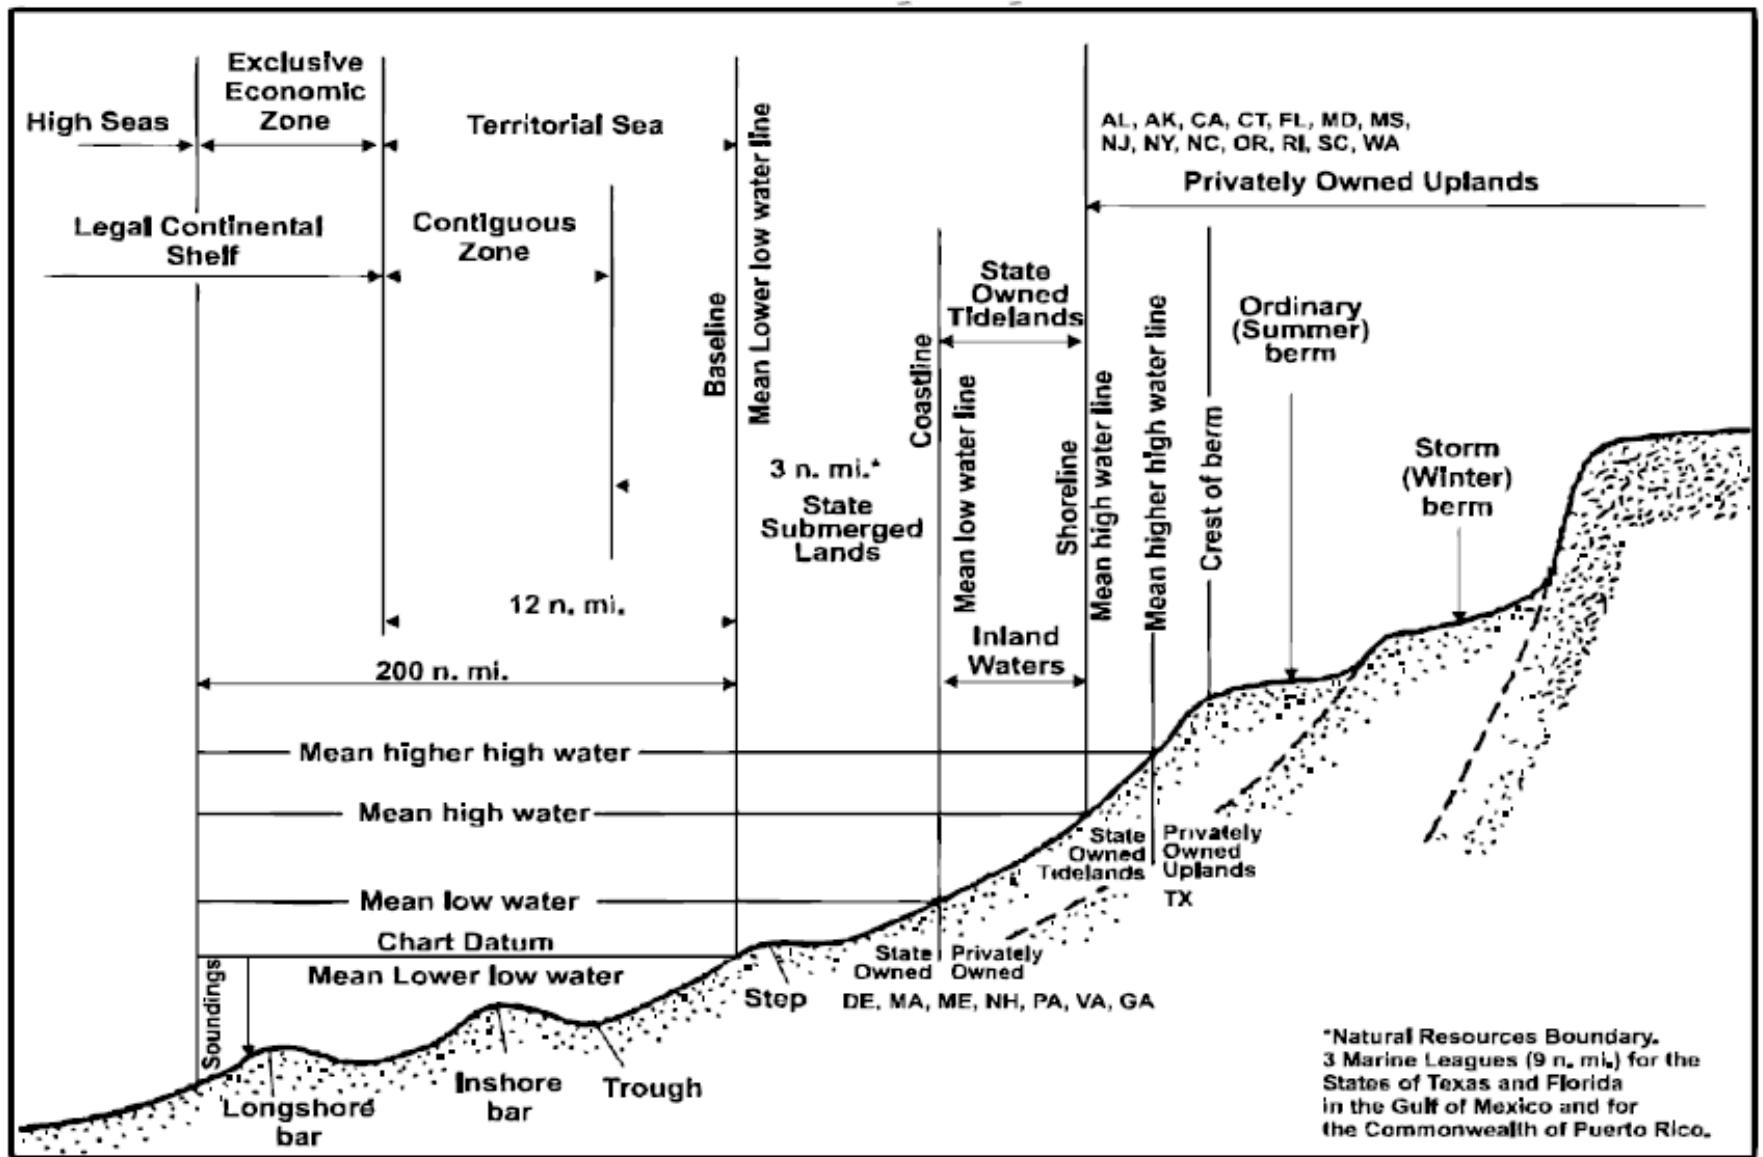 High Seas
Exclusive
Economic
Zone
Territorial Sea
Legal Continental
Shelf
Contiguous
Zone
Baseline
Mean Lower low water line
AL, AK, CA, CT, FL, MD, MS,
NJ, NY, NC, OR, RI, SC, WA
Privately Owned Uplands
State
Owned
Tidelands
Coastline
Mean low water line
Shoreline
Mean high water line
Mean higher high water line
Crest of berm
Ordinary
(Summer)
berm
Storm
(Winter)
berm
3 n. mi.*
State
Submerged
Lands
12 n. mi.
200 n. mi.
Inland
Waters
Mean higher high water
Mean high water
Mean low water
Chart Datum
Mean Lower low water
Soundings
State
Owned
Tidelands
Privately
Owned
Uplands
TX
State
Owned
Privately
Owned
DE, MA, ME, NH, PA, VA, GA
Step
Longshore
bar
Inshore
bar
Trough
*Natural Resources Boundary.
3 Marine Leagues (9 n. mi.) for the
States of Texas and Florida
in the Gulf of Mexico and for
the Commonwealth of Puerto Rico.